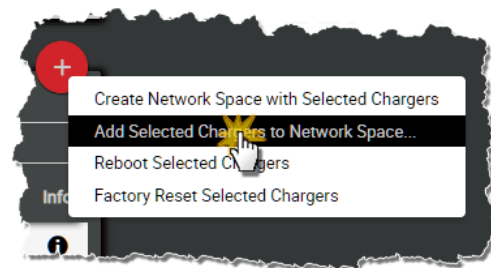 Create Network Space with Selected Chargers
Add Selected Chargers to Network Space...
Reboot Selected Chargers
Factory Reset Selected Chargers
Info